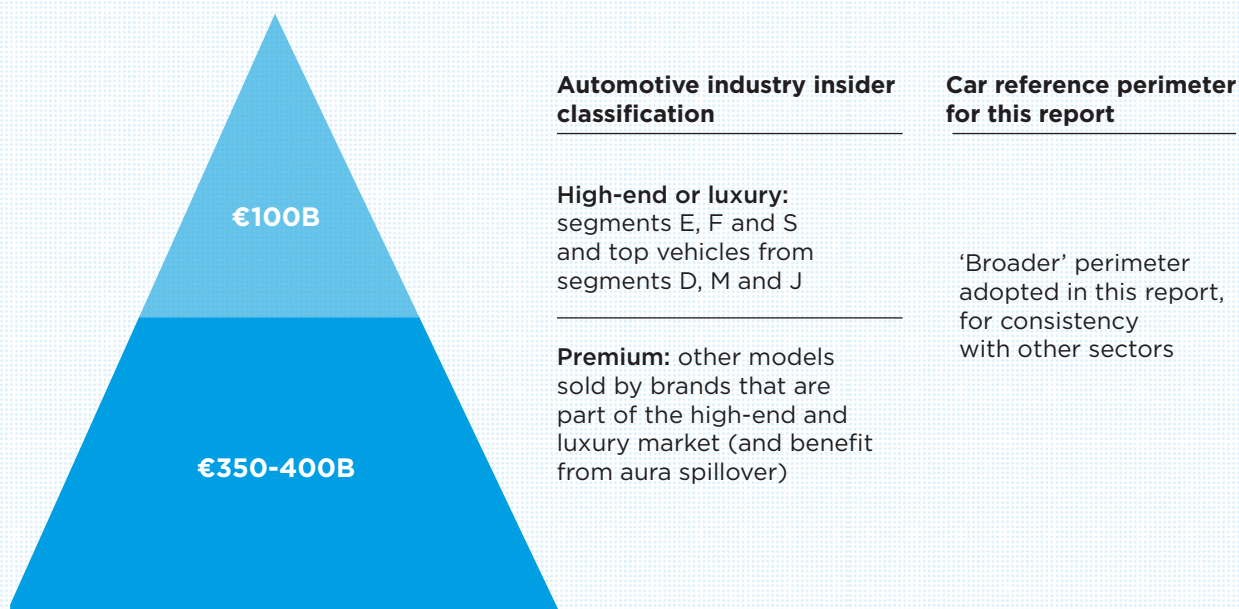 Automotive industry insider
classification
Car reference perimeter
for this report
€100B
High-end or luxury:
segments E, F and S
and top vehicles from
segments D, M and J
‘Broader’ perimeter
adopted in this report,
for consistency
with other sectors
€350-400B
Premium: other models
sold by brands that are
part of the high-end and
luxury market (and benefit
from aura spillover)